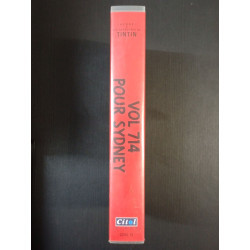 TINTIN
VOL 714
POUR SYDNEY
Citel